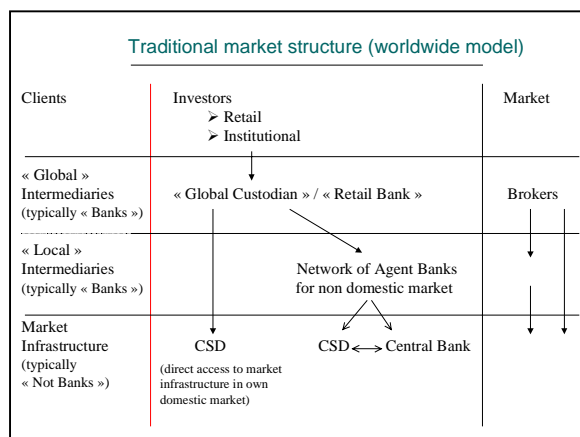 Traditional market structure (worldwide model)
Clients
Investors
➢ Retail
➢ Institutional
Market
« Global »
Intermediaries
(typically « Banks »)
« Global Custodian » / « Retail Bank »
Brokers
« Local »
Intermediaries
(typically « Banks »)
Network of Agent Banks
for non domestic market
Market
Infrastructure
(typically
« Not Banks »)
CSD
(direct access to market
infrastructure in own
domestic market)
CSD
Central Bank